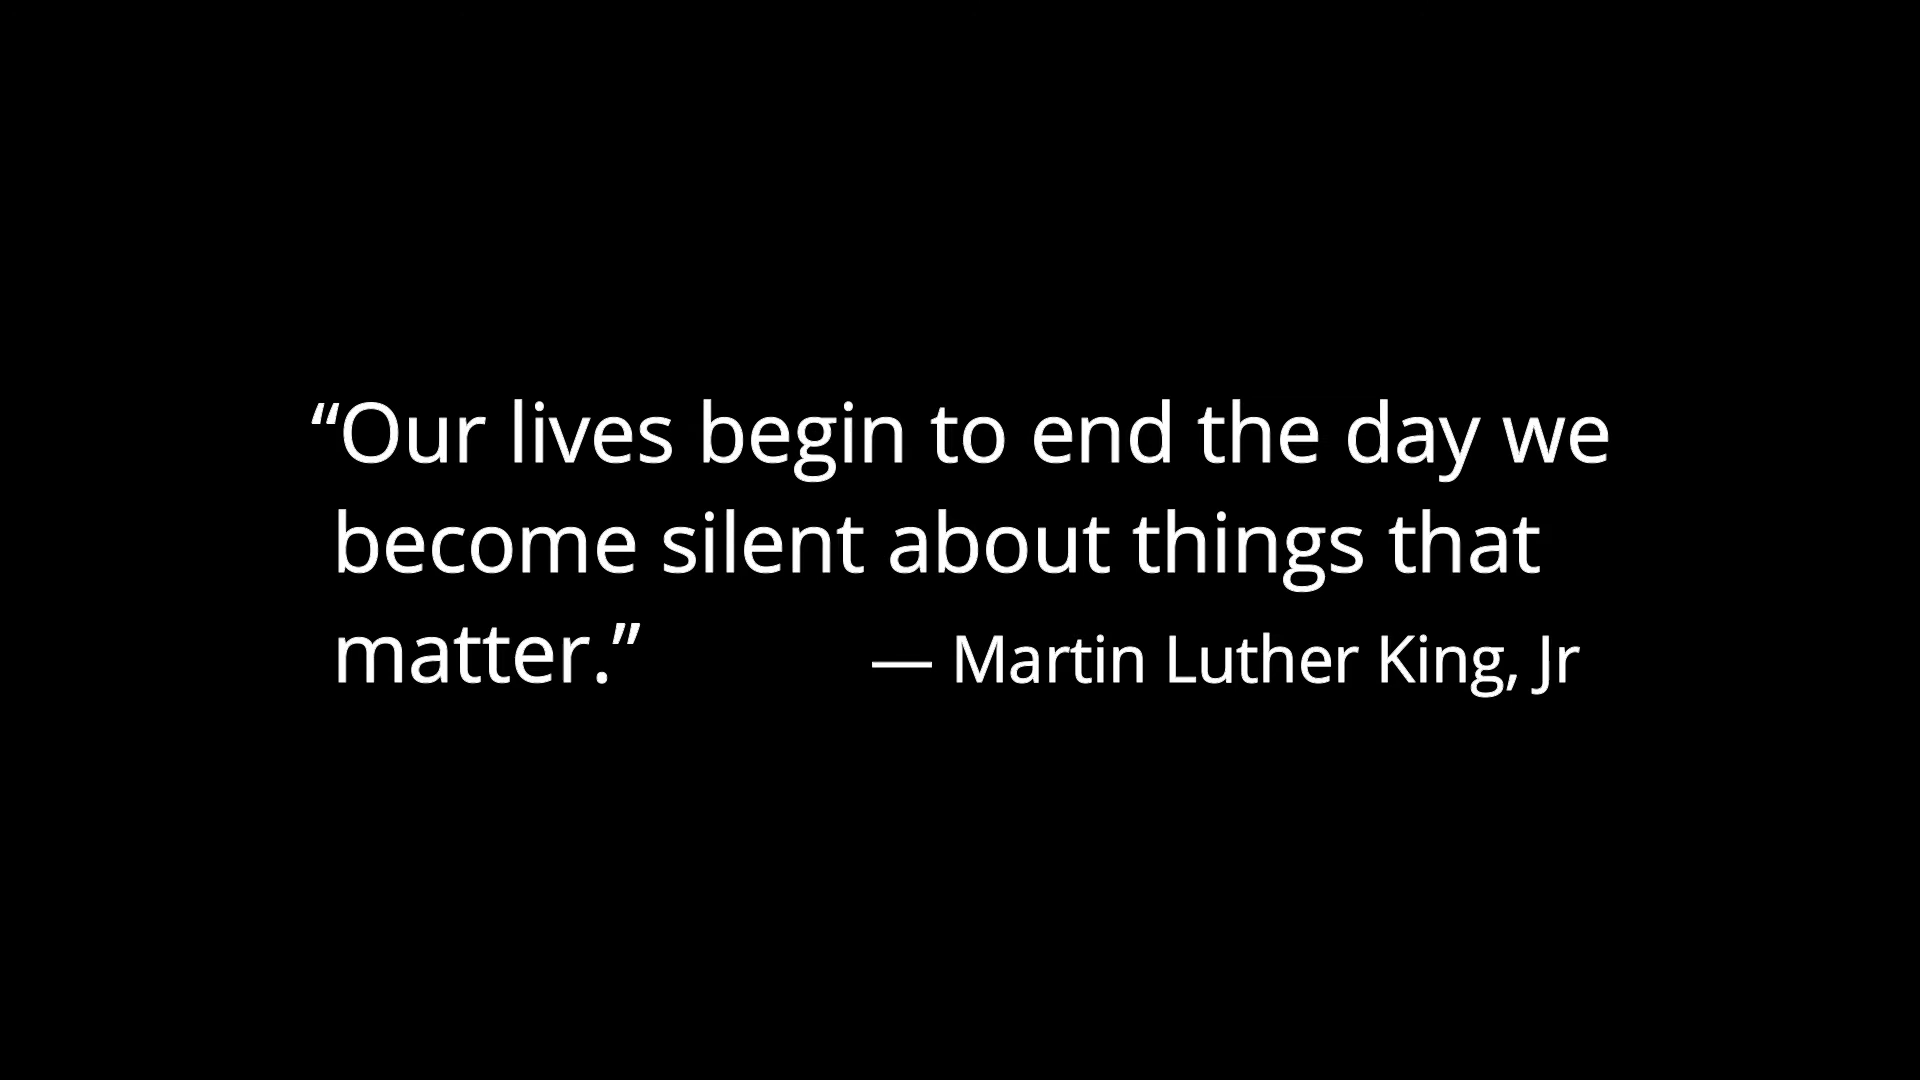 “Our lives begin to end the day we
become silent about things that
matter.” — Martin Luther King, Jr